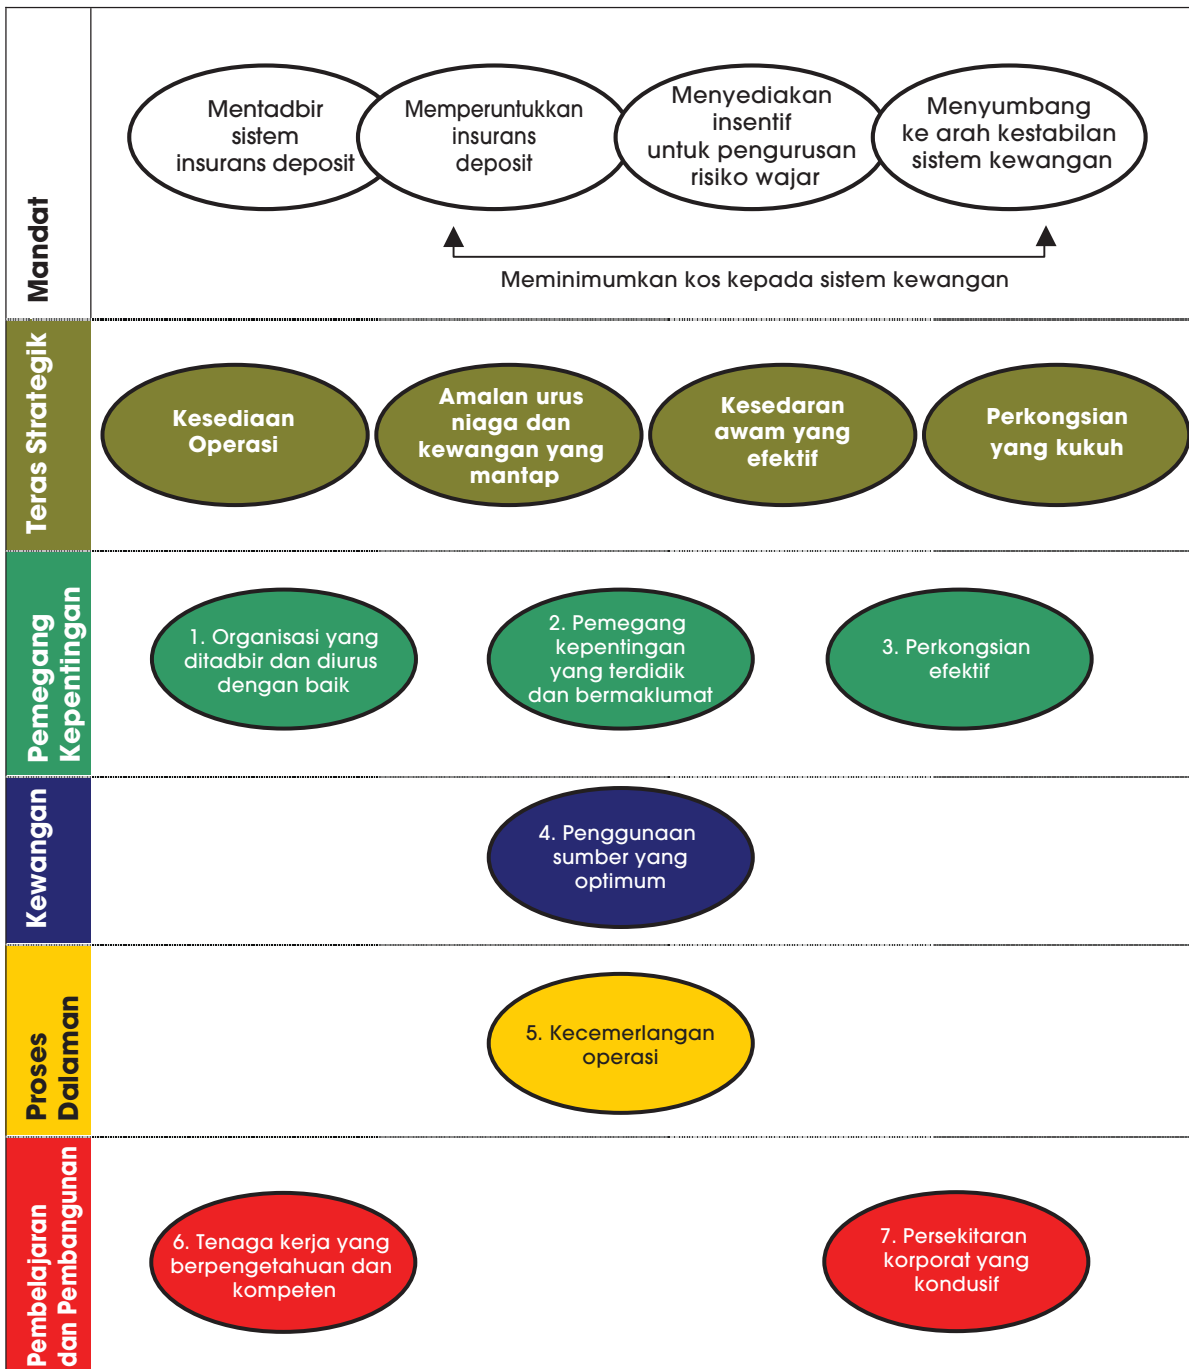 Mandat
Mentadbir
sistem
insurans deposit
Memperuntukkan
insurans
deposit
Menyediakan
insentif
untuk pengurusan
risiko wajar
Menyumbang
ke arah kestabilan
sistem kewangan
Meminimumkan kos kepada sistem kewangan
Teras Strategik
Kesediaan
Operasi
Amalan urus
niaga dan
kewangan yang
mantap
Kesedaran
awam yang
efektif
Perkongsian
yang kukuh
Pemegang
Kepentingan
1. Organisasi yang
ditadbir dan diurus
dengan baik
2. Pemegang
kepentingan
yang terdidik
dan bermaklumat
3. Perkongsian
efektif
Kewangan
4. Penggunaan
sumber yang
optimum
Proses
Dalaman
5. Kecemerlangan
operasi
Pembelajaran
dan Pembangunan
6. Tenaga kerja yang
berpengetahuan dan
kompeten
7. Persekitaran
korporat yang
kondusif